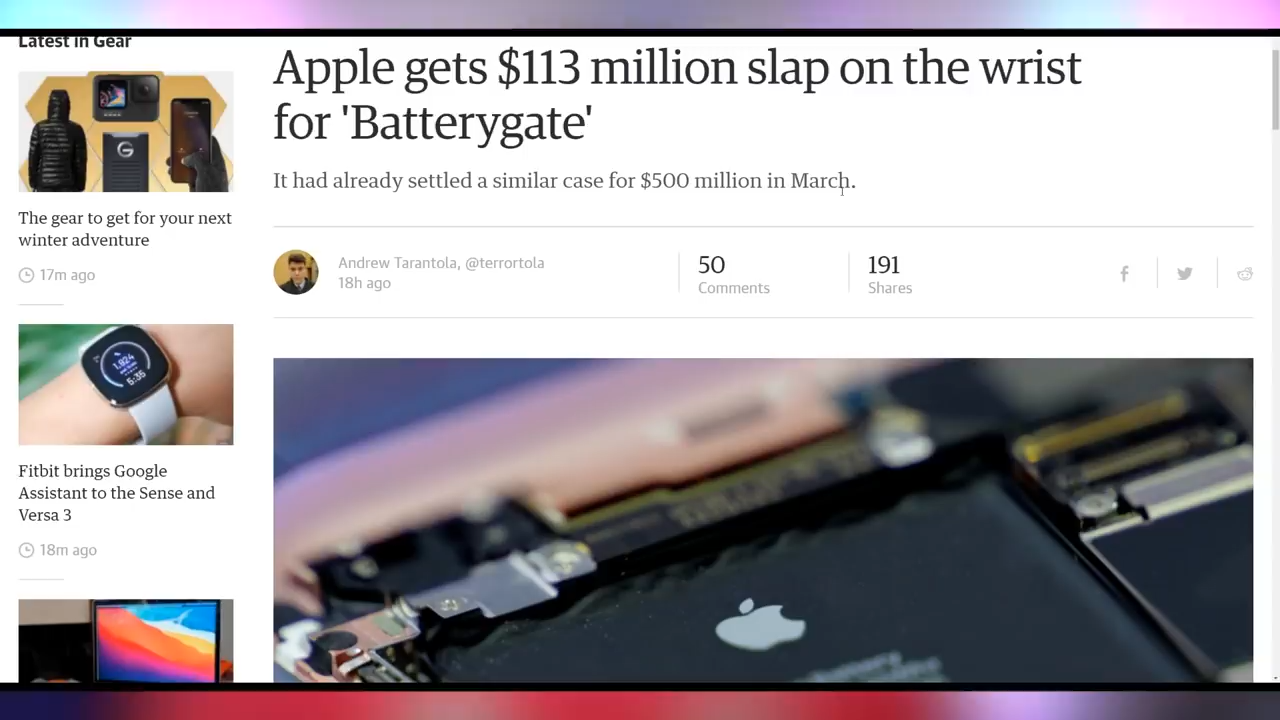 Latest in Gear
The gear to get for your next
winter adventure
17m ago
Fitbit brings Google
Assistant to the Sense and
Versa 3
18m ago
Apple gets $113 million slap on the wrist
for 'Batterygate'
It had already settled a similar case for $500 million in March.
Andrew Tarantola, @terrortola
18h ago
50
Comments
191
Shares